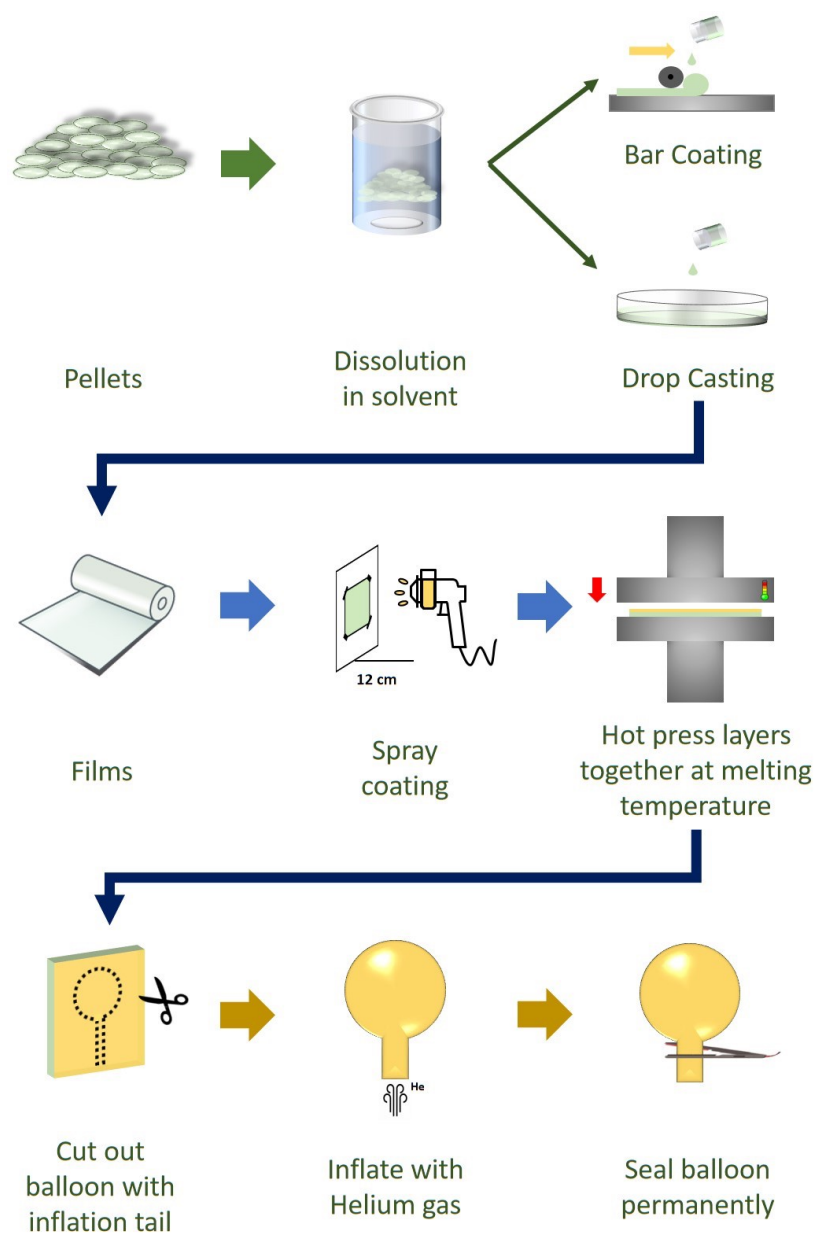 Bar Coating
Pellets
Dissolution
in solvent
Drop Casting
12 cm
Films
Spray
coating
Hot press layers
together at melting
temperature
He
Cut out
balloon with
inflation tail
Inflate with
Helium gas
Seal balloon
permanently